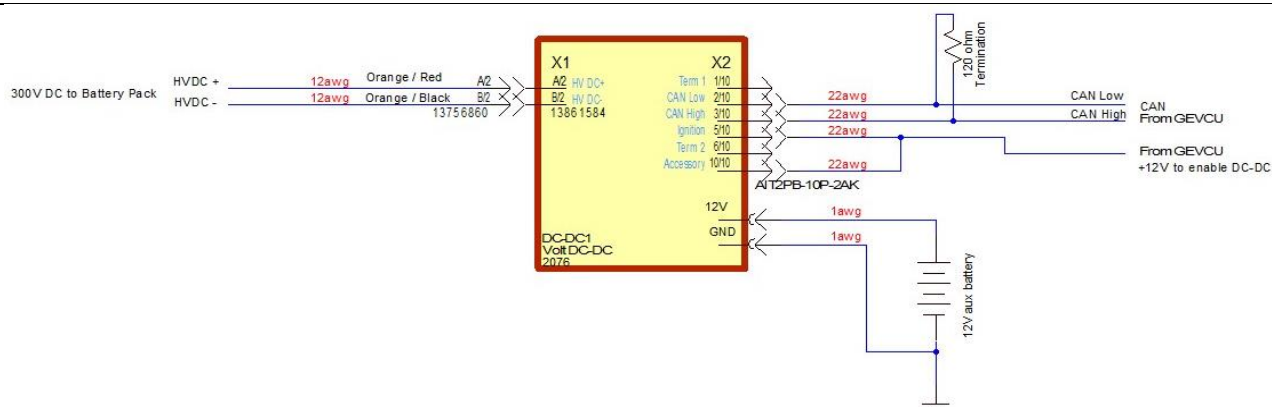 300V DC to Battery Pack
HVDC +
HVDC -
12awg
Orange / Red
A/2
12awg
Orange / Black
B/2
13756860
X1
A/2 HV DC+
B/2 HV DC-
13861584
X2
Term 1 1/10
CAN Low 2/10
CAN High 3/10
Ignition 5/10
Term 2 6/10
Accessory 10/10
12V
GND
DC-DC1
Volt DC-DC
2076
22awg
22awg
22awg
22awg
AIT2PB-10P-2AK
1awg
1awg
120 ohm
Termination
CAN Low
CAN High
CAN
From GEVCU
From GEVCU
+12V to enable DC-DC
12V aux battery